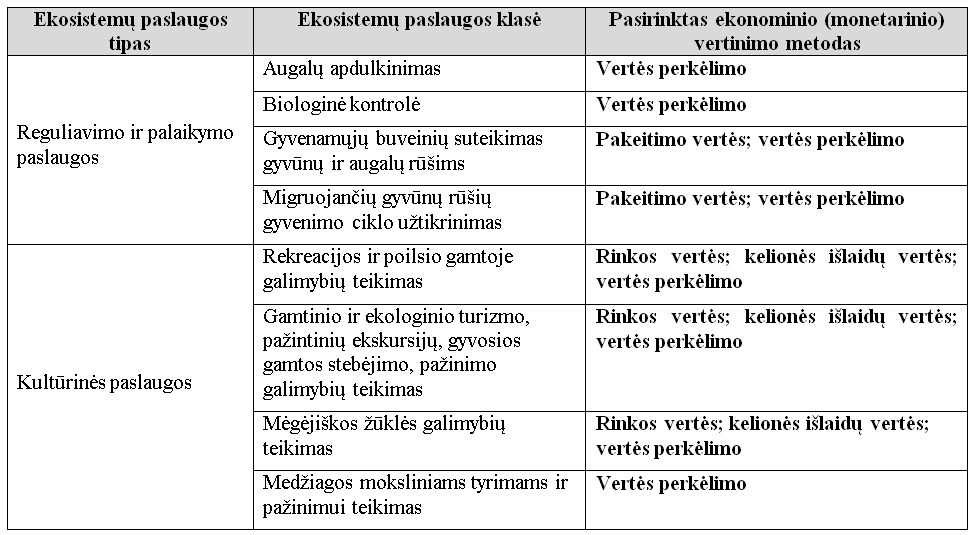 Ekosistemų paslaugos tipas
Ekosistemų paslaugos klasė
Pasirinktas ekonominio (monetarinio) vertinimo metodas
Reguliavimo ir palaikymo
paslaugos
Augalų apdulkinimas
Vertės perkėlimo
Biologinė kontrolė
Vertės perkėlimo
Gyvenamųjų buveinių suteikimas
gyvūnų ir augalų rūšims
Pakeitimo vertės; vertės perkėlimo
Migruojančių gyvūnų rūšių
gyvenimo ciklo užtikrinimas
Pakeitimo vertės; vertės perkėlimo
Kultūrinės paslaugos
Rekreacijos ir poilsio gamtoje
galimybių teikimas
Rinkos vertės; kelionės išlaidų vertės;
vertės perkėlimo
Gamtinio ir ekologinio turizmo,
pažintinių ekskursijų, gyvosios
gamtos stebėjimo, pažinimo
galimybių teikimas
Rinkos vertės; kelionės išlaidų vertės;
vertės perkėlimo
Mėgėjiškos žūklės galimybių
teikimas
Rinkos vertės; kelionės išlaidų vertės;
vertės perkėlimo
Medžiagos moksliniams tyrimams ir
pažinimui teikimas
Vertės perkėlimo